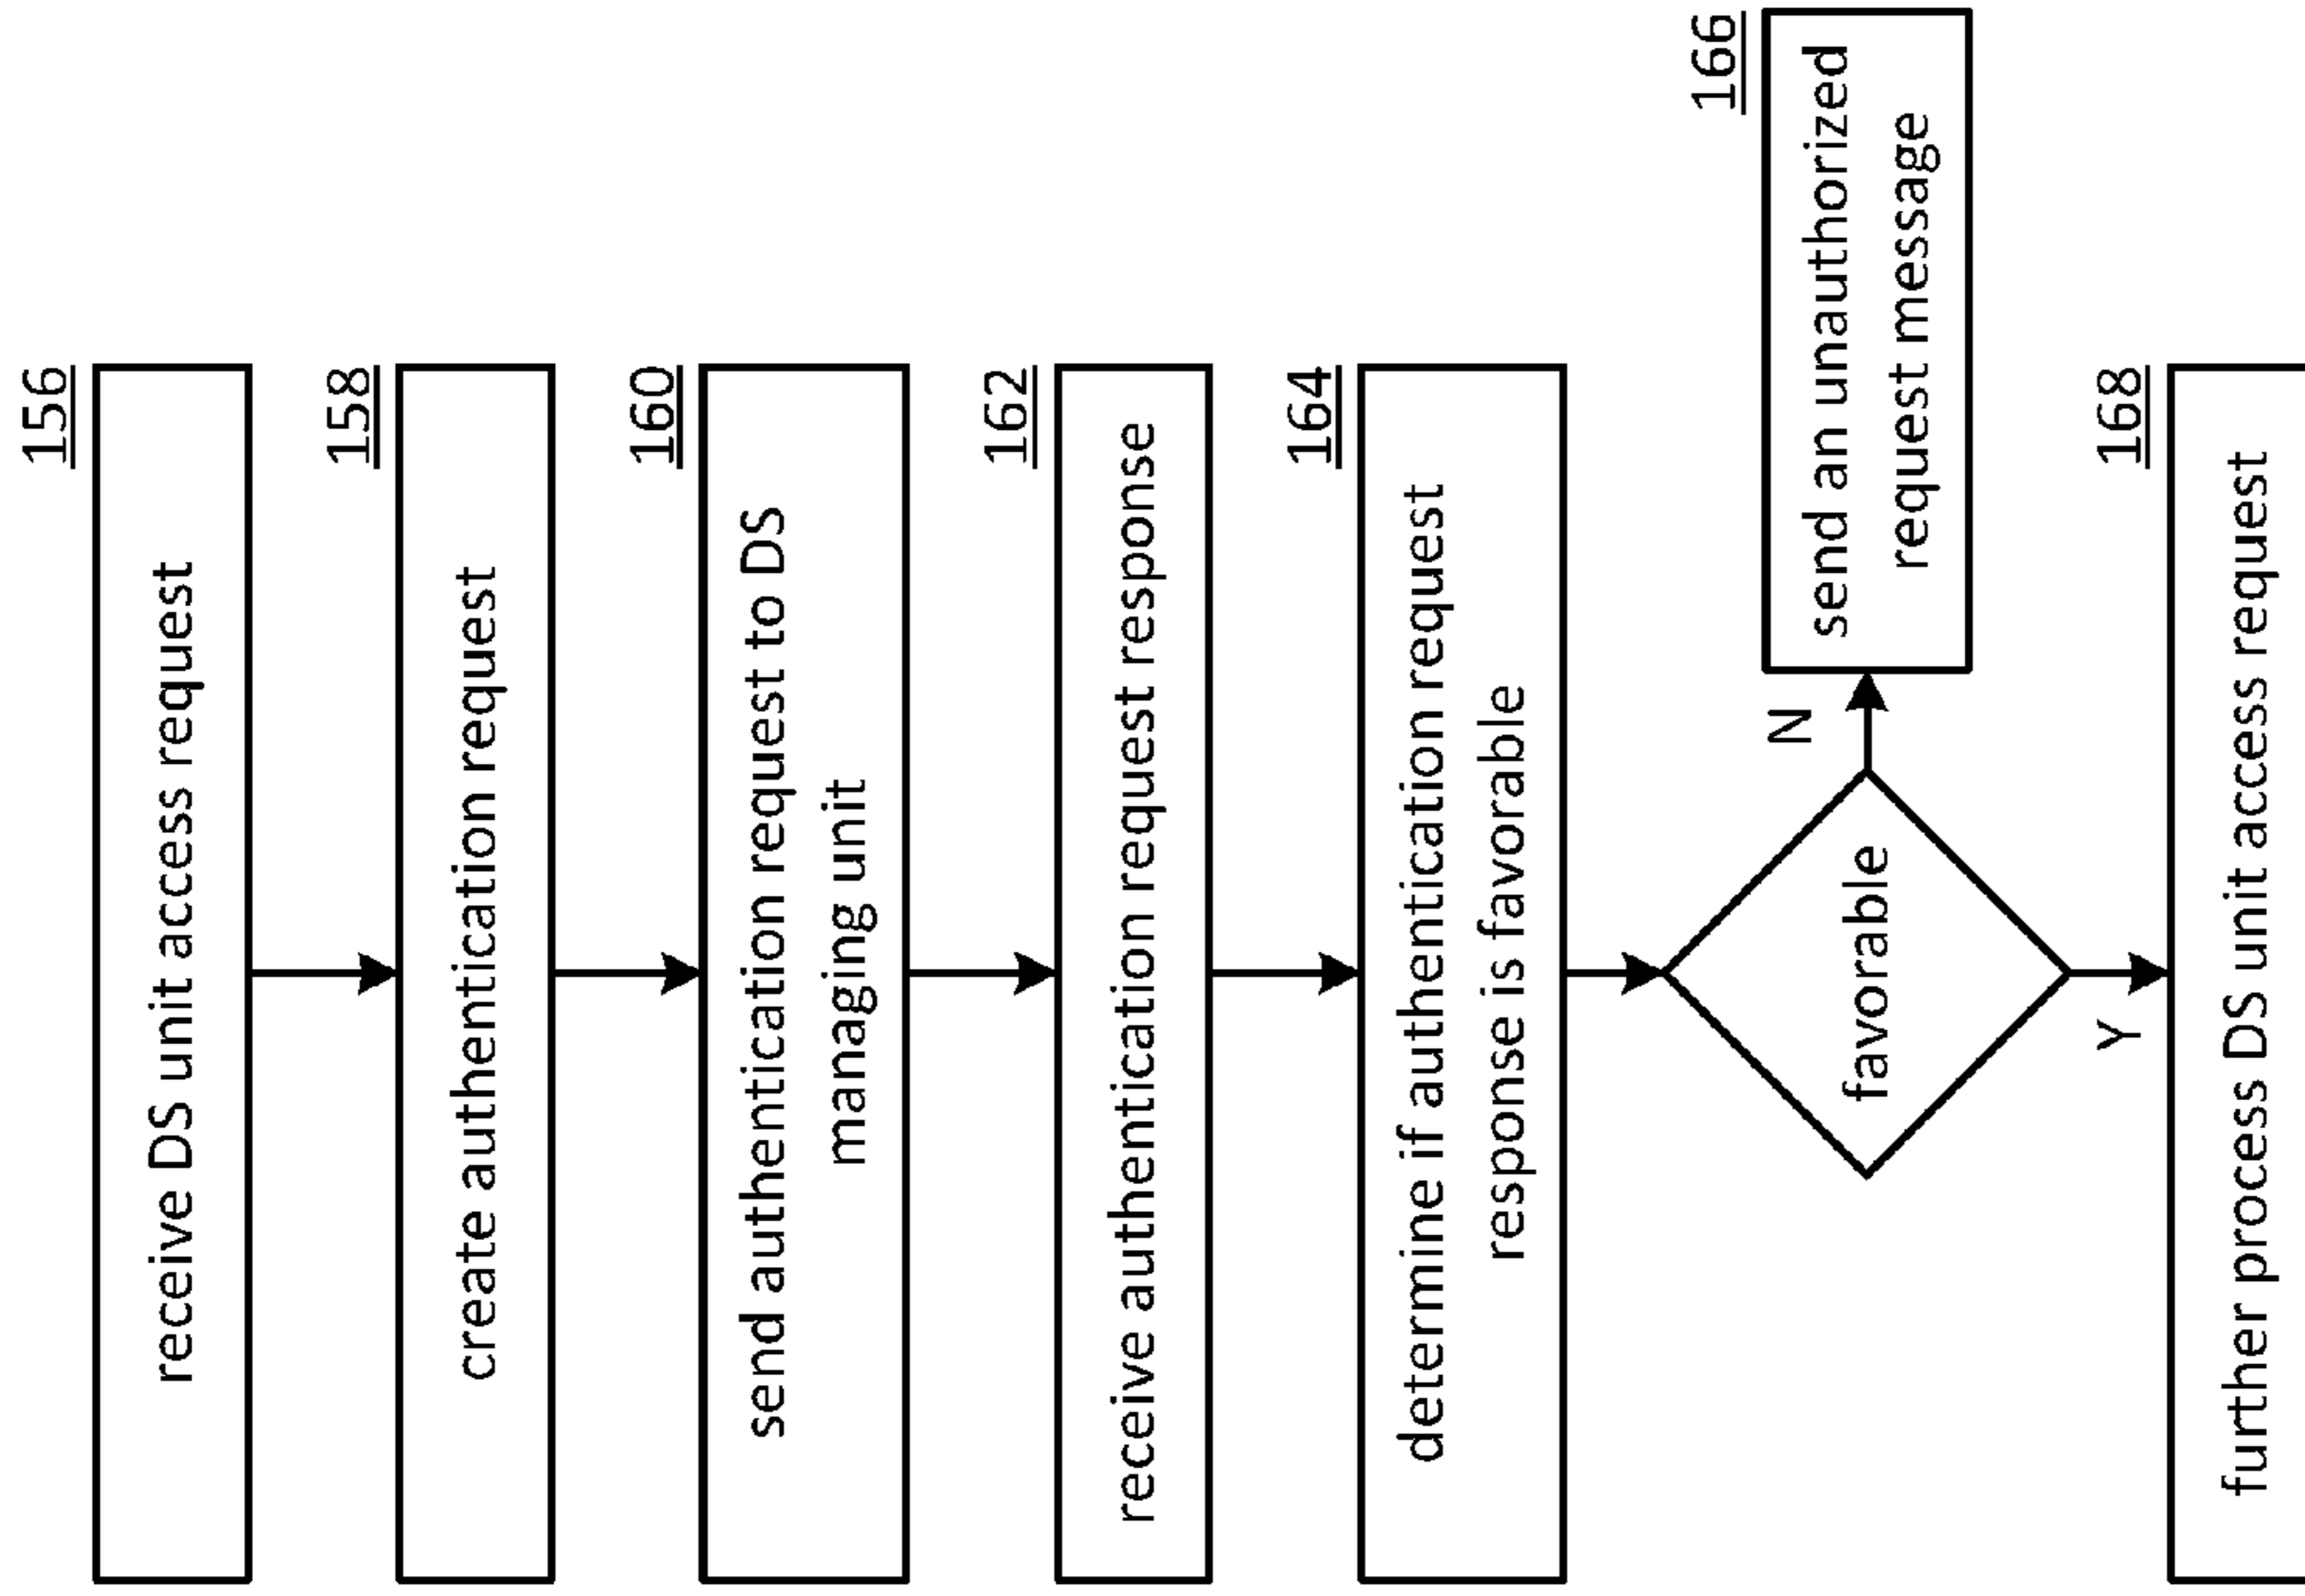 156
receive DS unit access request
158
create authentication request
160
send authentication request to DS
managing unit
162
receive authentication request response
164
determine if authentication request
response is favorable
favorable
N
166
send an unauthorized
request message
Y
168
further process DS unit access request